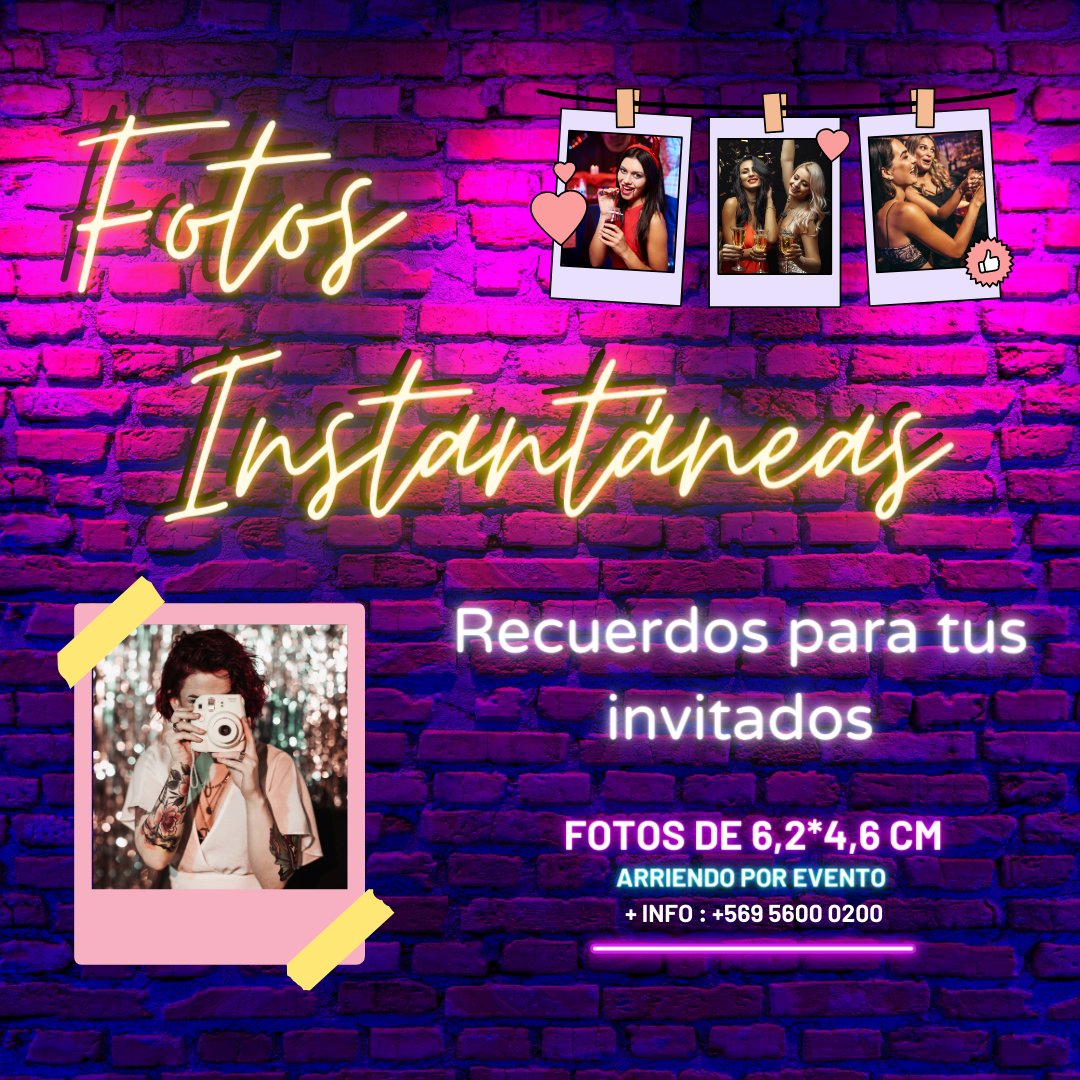 Fotos
Instantáneas
Recuerdos para tus
invitados
FOTOS DE 6,2*4,6 CM
ARRIENDO POR EVENTO
+ INFO : +569 5600 0200